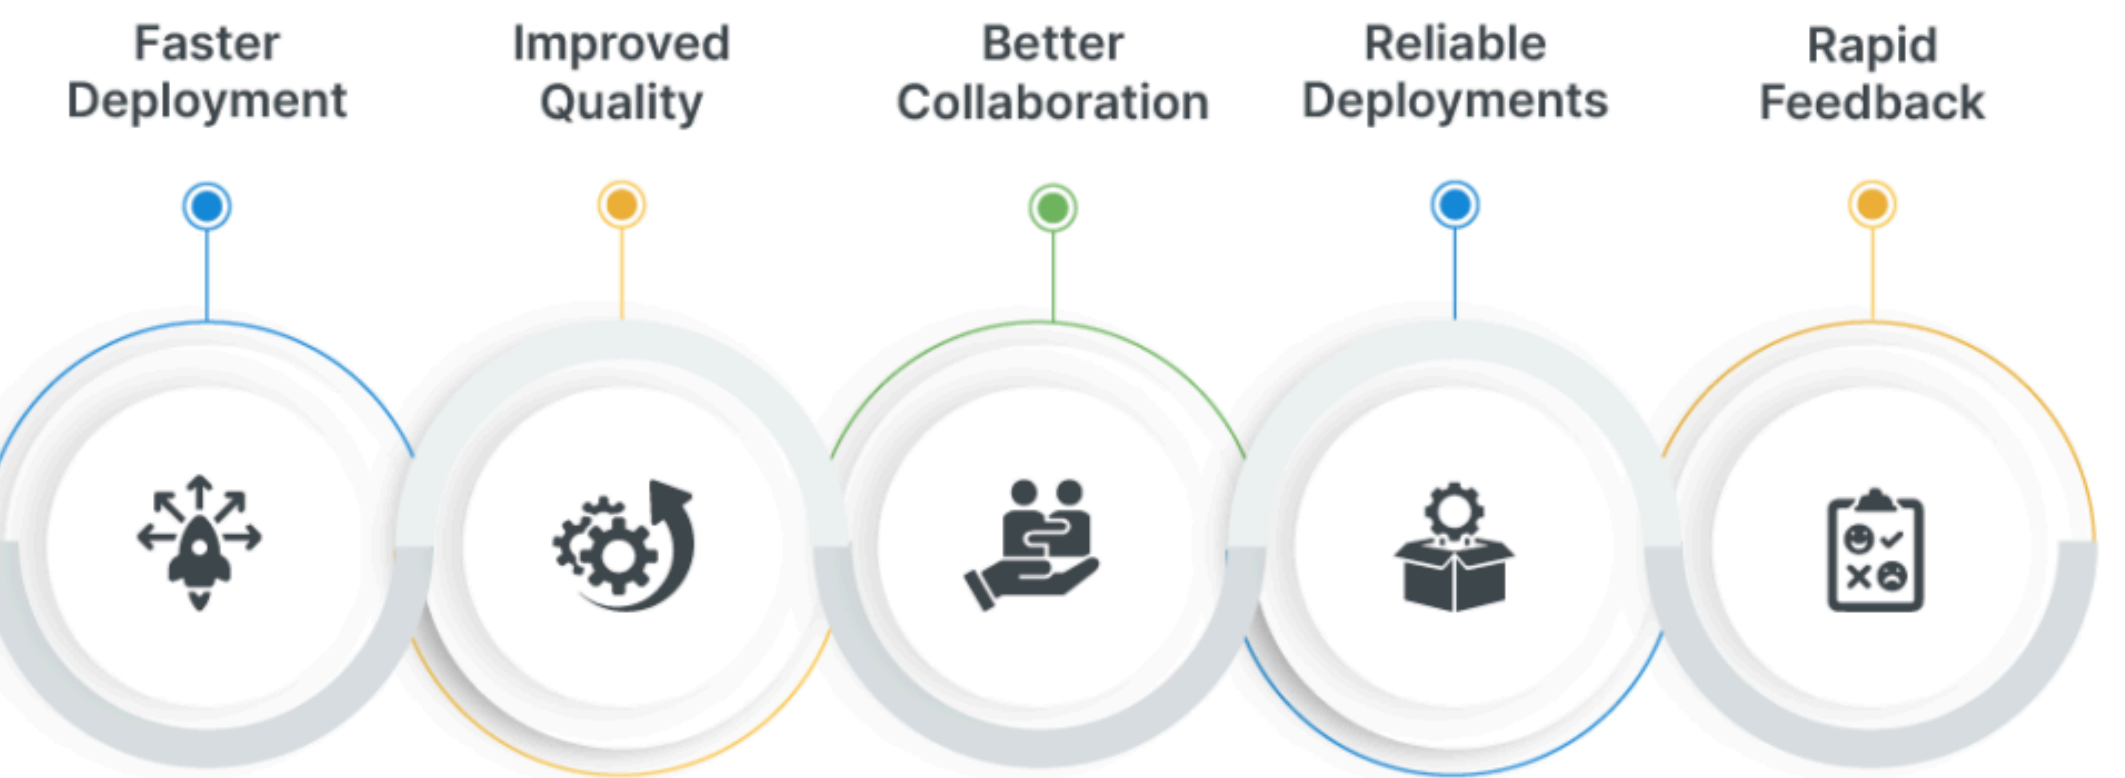 Faster
Deployment
Improved
Quality
Better
Collaboration
Reliable
Deployments
Rapid
Feedback